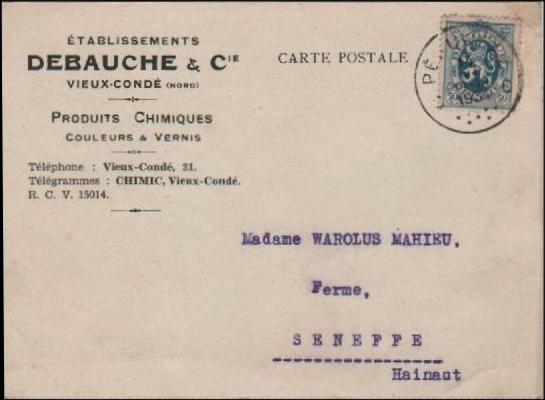 ÉTABLISSEMENTS
DEBAUCHE & CIE
VIEUX-CONDÉ (NORD)
PRODUITS CHIMIQUES
COULEURS & VERNIS
Téléphone : Vieux-Condé, 21.
Télégrammes : CHIMIC, Vieux-Condé.
R. C. V. 15014.
CARTE POSTALE
Madame WAROLUS MAHIEU,
Ferme,
SENEFFE
Hainaut